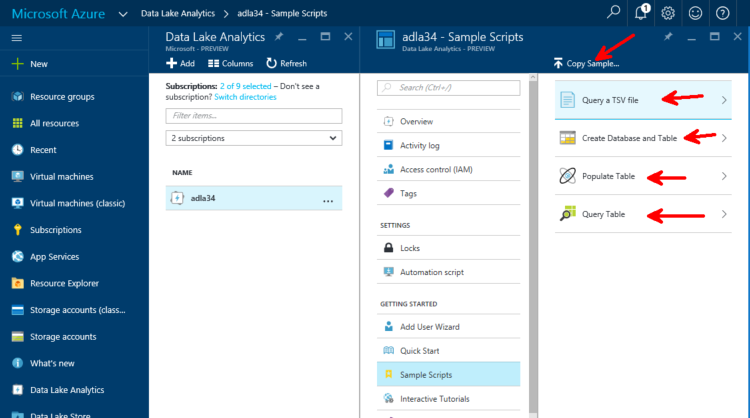 Microsoft Azure
Data Lake Analytics
adla34 - Sample Scripts
1
New
Resource groups
All resources
Recent
Virtual machines
Virtual machines (classic)
Subscriptions
App Services
Resource Explorer
Storage accounts (class...
Storage accounts
What's new
Data Lake Analytics
Data Lake Store
Data Lake Analytics
Microsoft - PREVIEW
Add
Columns
Refresh
Subscriptions: 2 of 9 selected – Don't see a
subscription? Switch directories
Filter items...
2 subscriptions
NAME
adla34
...
adla34 - Sample Scripts
Data Lake Analytics - PREVIEW
Search (Ctrl+/)
Overview
Activity log
Access control (IAM)
Tags
SETTINGS
Locks
Automation script
GETTING STARTED
Add User Wizard
Quick Start
Sample Scripts
Interactive Tutorials
Copy Sample...
Query a TSV file
Create Database and Table
Populate Table
Query Table